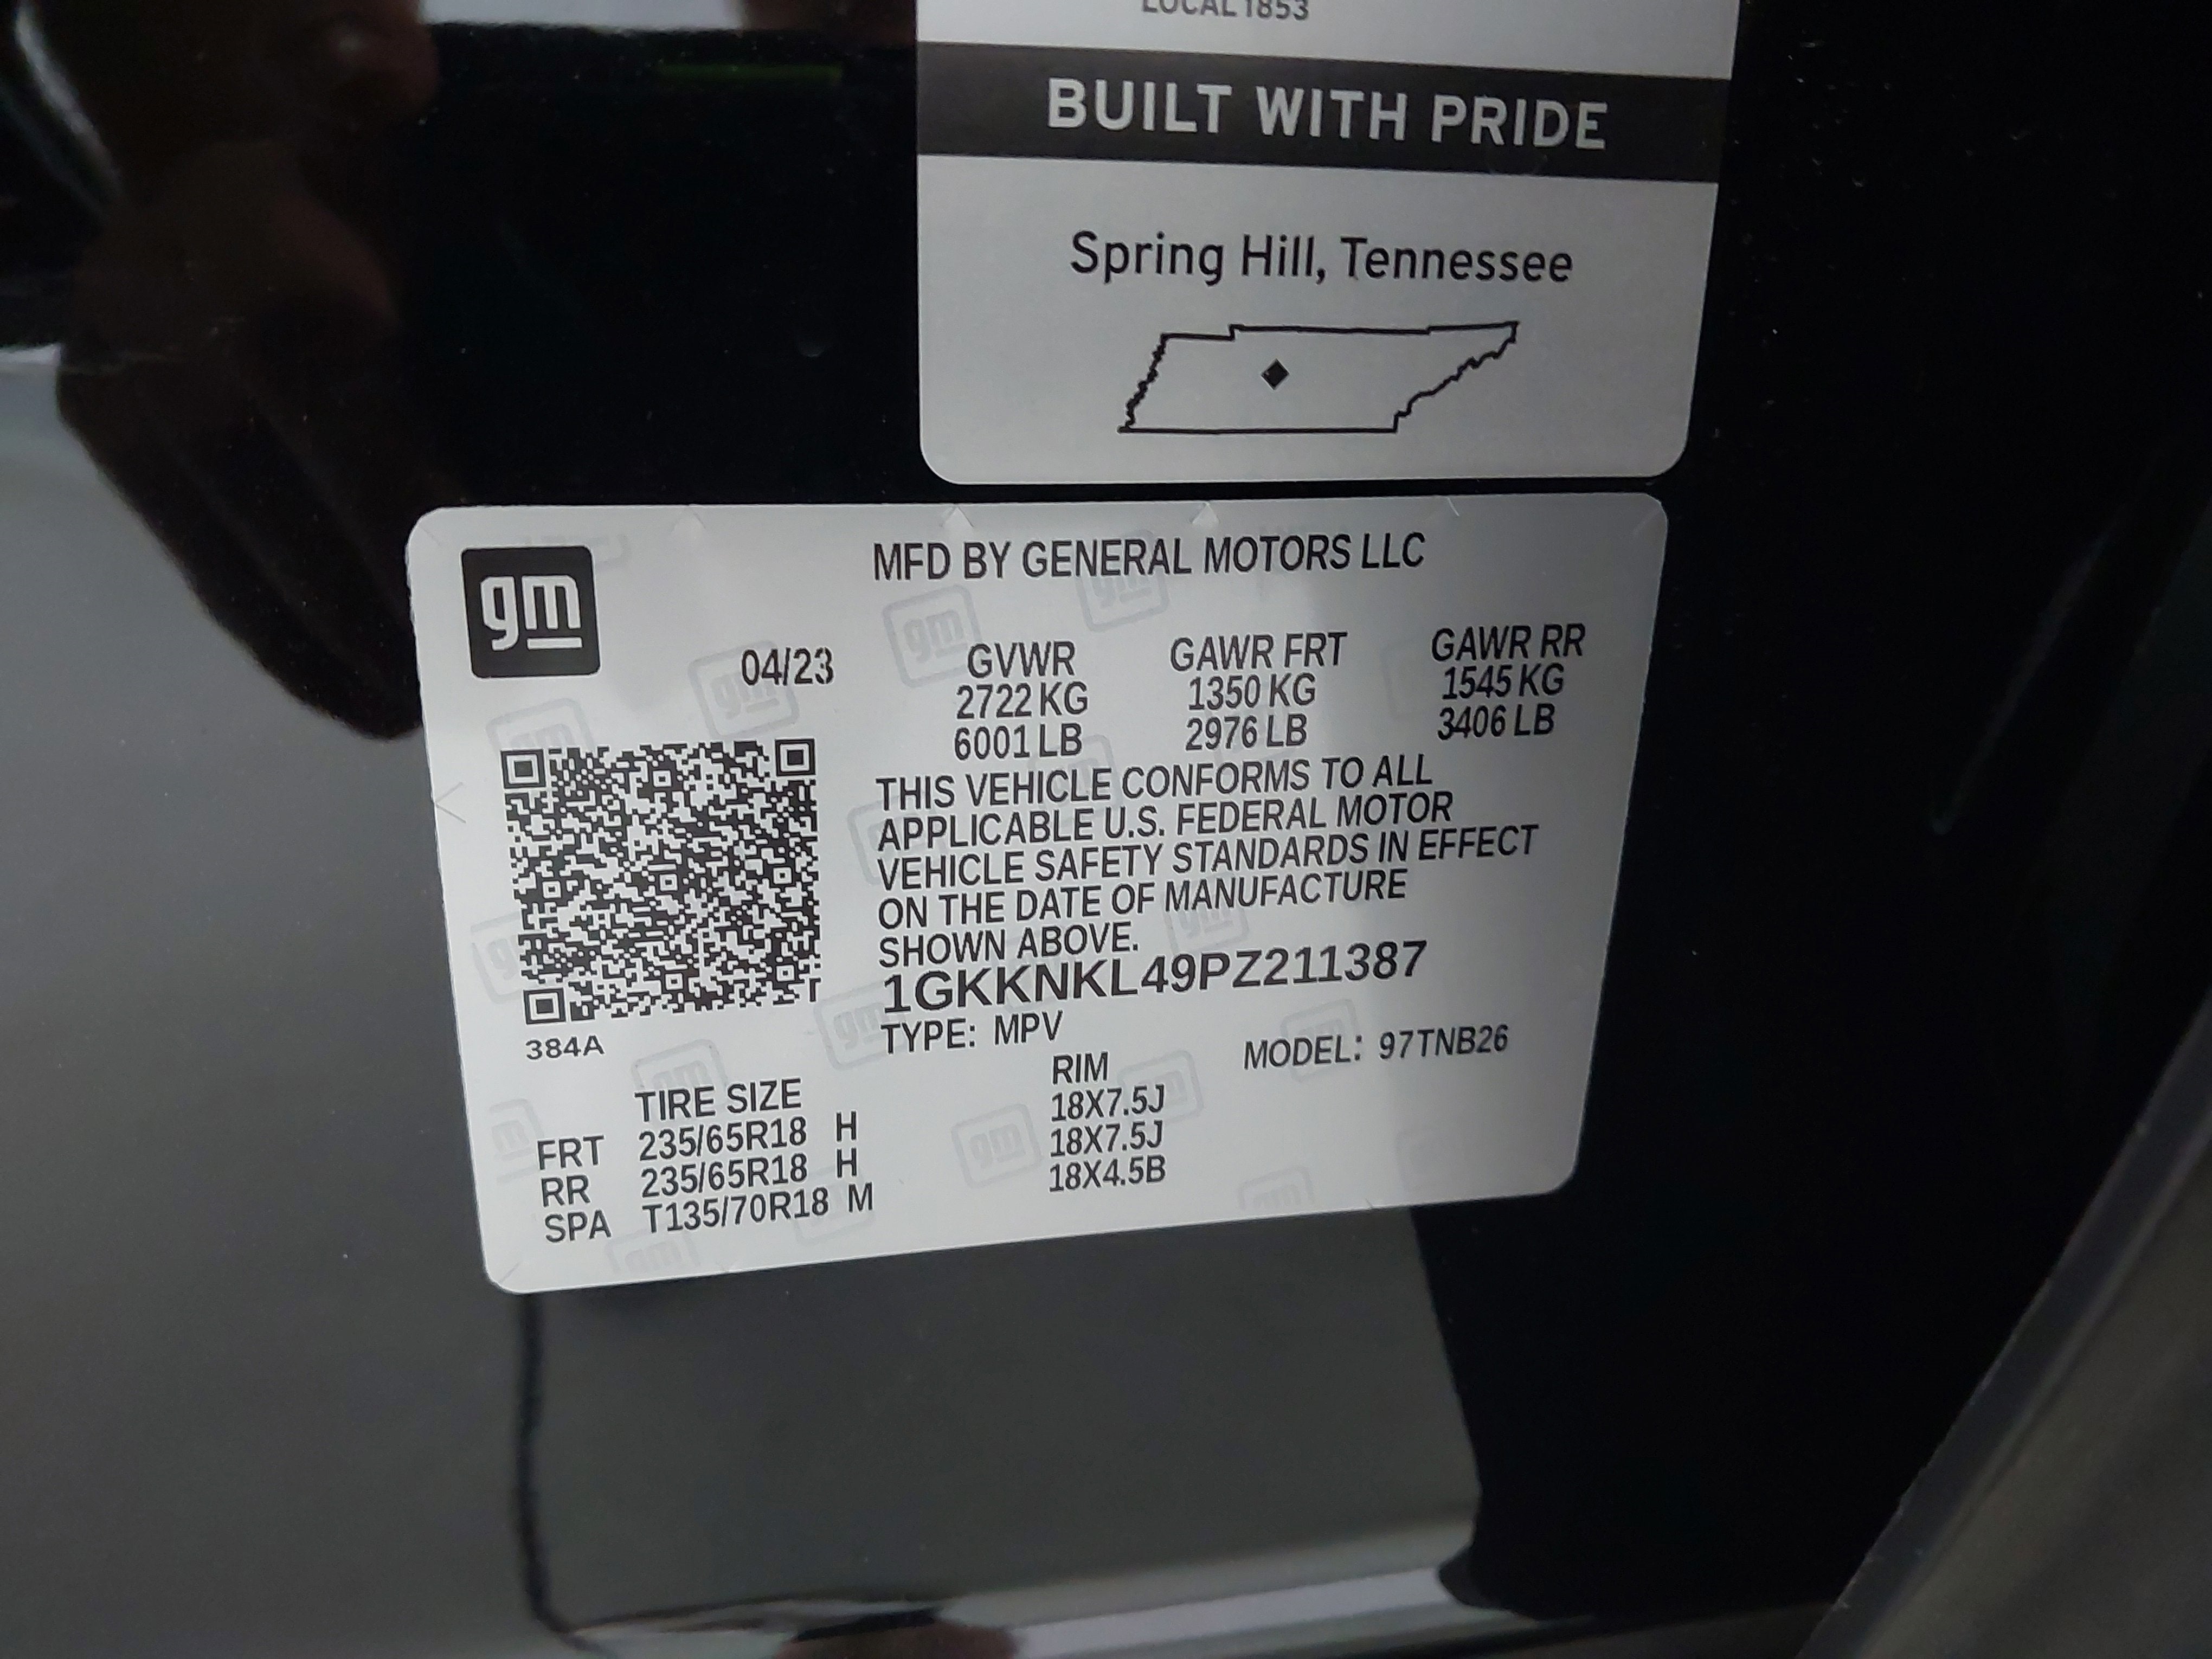 LOCAL 1853
BUILT WITH PRIDE
Spring Hill, Tennessee
gm
MFD BY GENERAL MOTORS LLC
04/23 GVWR GAWR FRT GAWR RR
2722 KG 1350 KG 1545 KG
6001 LB 2976 LB 3406 LB
THIS VEHICLE CONFORMS TO ALL
APPLICABLE U.S. FEDERAL MOTOR
VEHICLE SAFETY STANDARDS IN EFFECT
ON THE DATE OF MANUFACTURE
SHOWN ABOVE.
1GKKNKL49PZ211387
384A
TYPE: MPV MODEL: 97TNB26
TIRE SIZE RIM
FRT 235/65R18 H 18X7.5J
RR 235/65R18 H 18X7.5J
SPA T135/70R18 M 18X4.5B